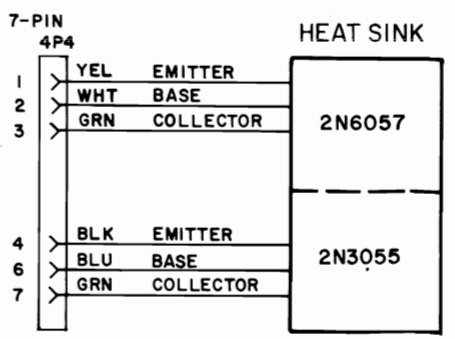 7-PIN
4P4
HEAT SINK
1 YEL EMITTER
2 WHT BASE
3 GRN COLLECTOR
2N6057
4 BLK EMITTER
6 BLU BASE
7 GRN COLLECTOR
2N3055